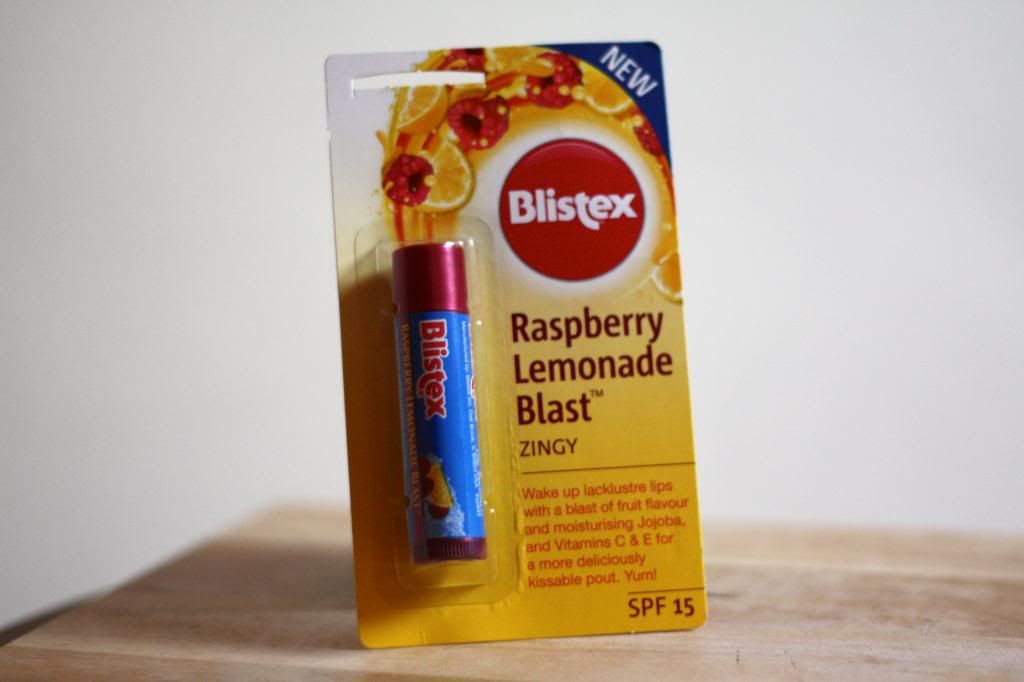 NEW
Blistex
Raspberry
Lemonade
Blast™
ZINGY
Wake up lacklustre lips
with a blast of fruit flavour
and moisturising Jojoba,
and Vitamins C & E for
a more deliciously
kissable pout. Yum!
SPF 15
Blistex
RASPBERRY LEMONADE BLAST